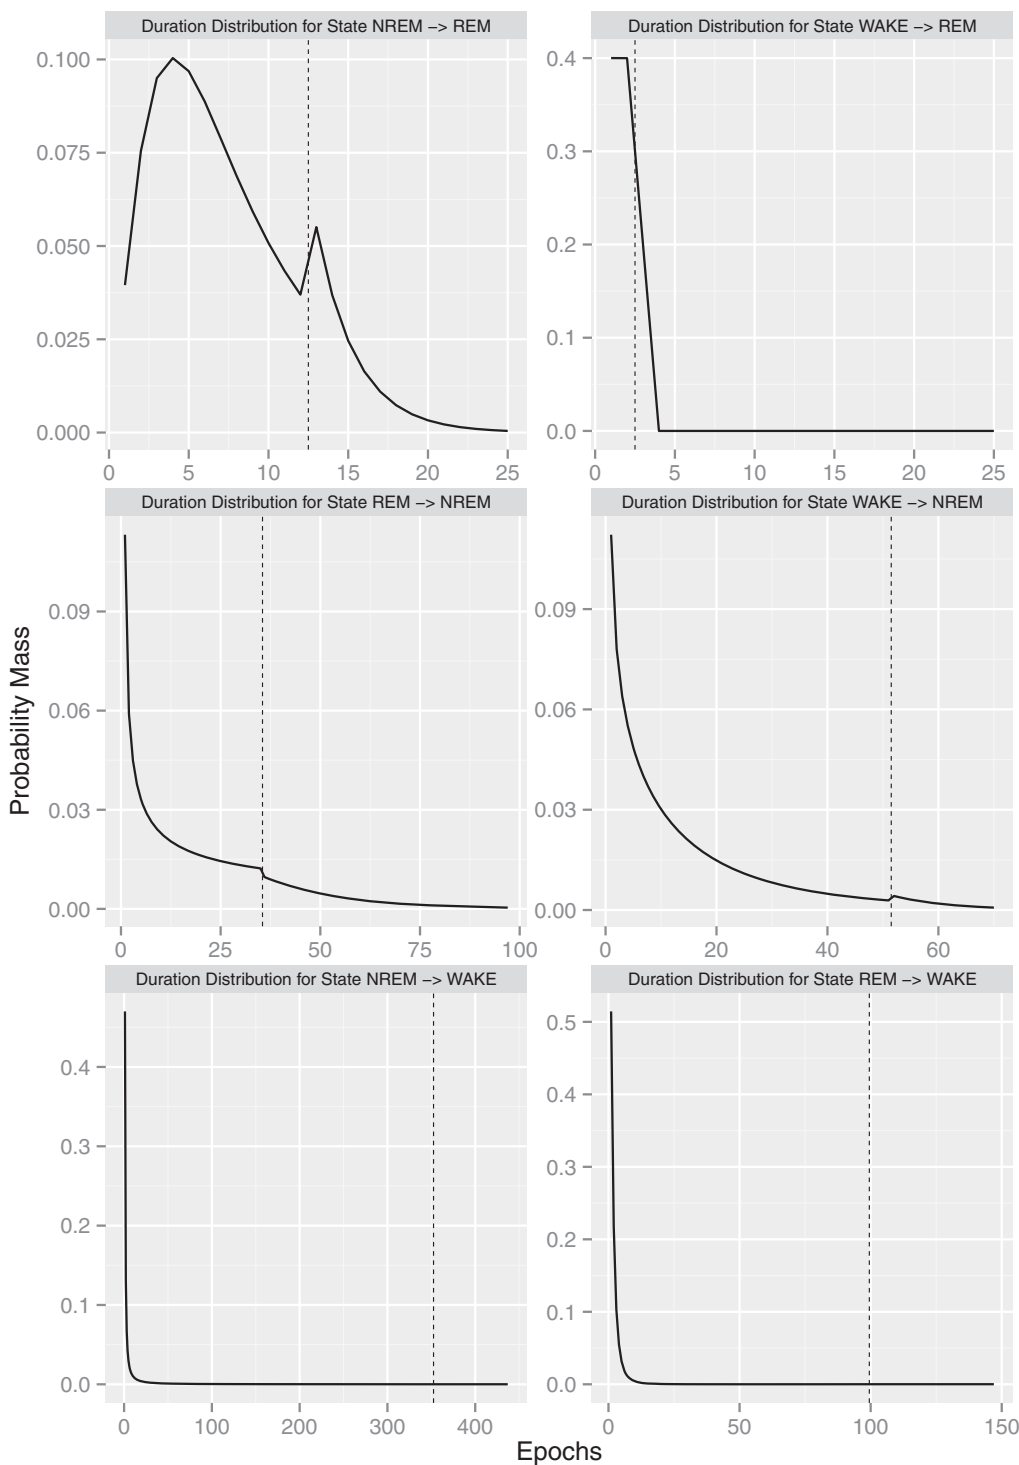 Duration Distribution for State NREM −> REM
Duration Distribution for State WAKE −> REM
0.100
0.075
0.050
0.025
0.000
0 5 10 15 20 25
0.4
0.3
0.2
0.1
0.0
0 5 10 15 20 25
Duration Distribution for State REM −> NREM
Duration Distribution for State WAKE −> NREM
Probability Mass
0.09
0.06
0.03
0.00
0 25 50 75 100
0.09
0.06
0.03
0.00
0 20 40 60
Duration Distribution for State NREM −> WAKE
Duration Distribution for State REM −> WAKE
0.4
0.3
0.2
0.1
0.0
0 100 200 300 400
0.5
0.4
0.3
0.2
0.1
0.0
0 50 100 150
Epochs